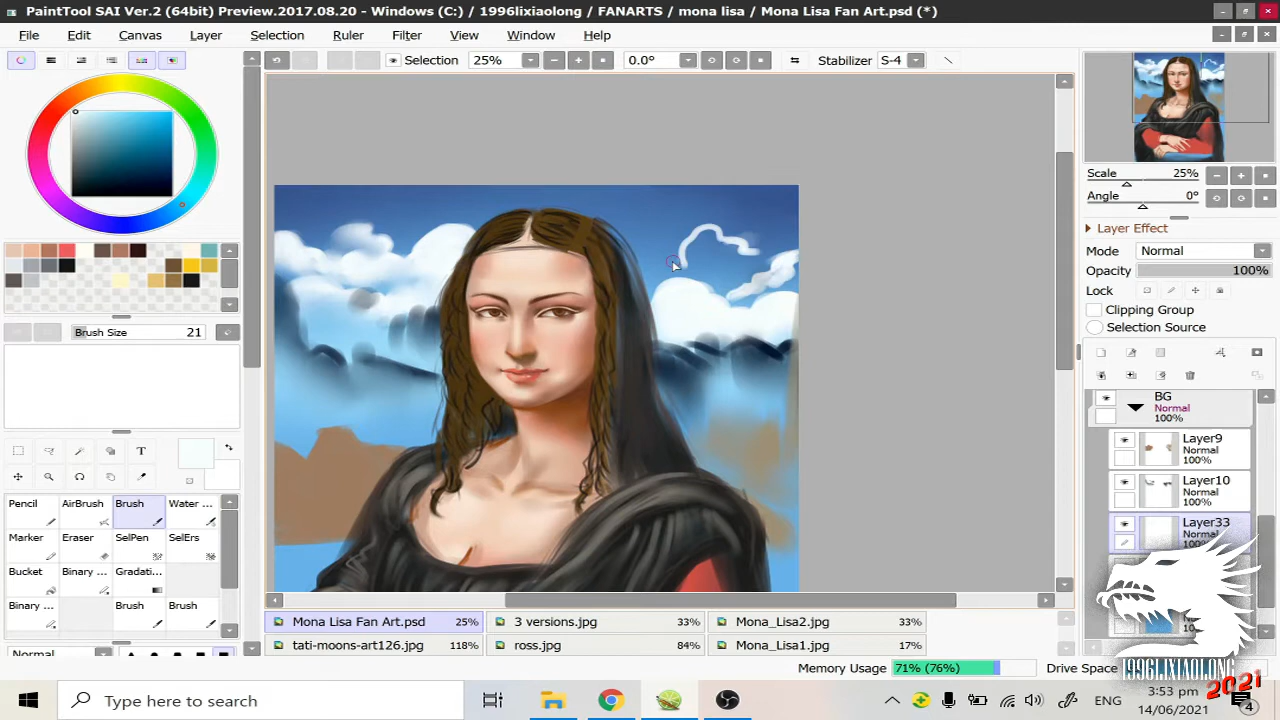 PaintTool SAI Ver.2 (64bit) Preview.2017.08.20 - Windows (C:) / 1996lixiaolong / FANARTS / mona lisa / Mona Lisa Fan Art.psd (*)
File Edit Canvas Layer Selection Ruler Filter View Window Help
Selection 25% 0.0° Stabilizer S-4
Scale 25%
Angle 0°
Layer Effect
Mode Normal
Opacity 100%
Lock
Clipping Group
Selection Source
Brush Size 21
BG
Normal
100%
Layer9
Normal
100%
Layer10
Normal
100%
Layer33
Normal
100%
T
Pencil AirBrush Brush Water ...
Marker Eraser SelPen SelErs
Bucket Binary ... Gradati...
Binary ... Brush Brush
Normal
Mona Lisa Fan Art.psd 25% 3 versions.jpg 33% Mona_Lisa2.jpg 33%
tati-moons-art126.jpg 118% ross.jpg 84% Mona_Lisa1.jpg 17%
Memory Usage 71% (76%) Drive Space
1996LIXIAOLONG
2021
Type here to search
ENG
3:53 pm
14/06/2021
4